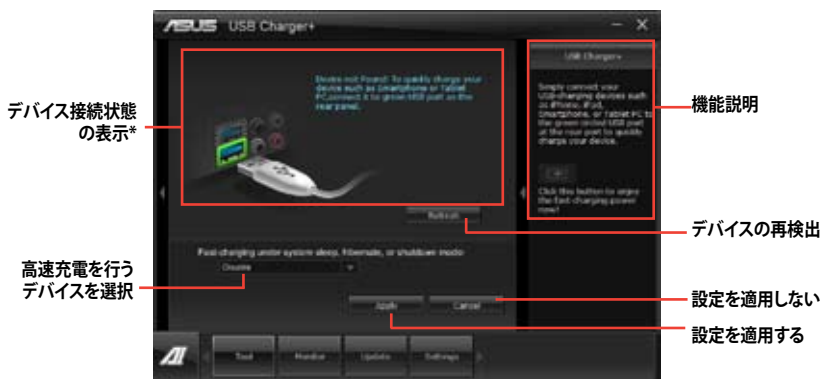 ASUS USB Charger+
Device not Found! To quickly charge your
device such as Smartphone or Tablet
PC,connect it to green USB port on the
rear panel.
USB Charger+
Simply connect your
USB-charging devices such
as iPhone, iPad,
Smartphone, or Tablet PC to
the green circled USB port
at the rear port to quickly
charge your device.
Click this button to enjoy
the fast-charging power
now!
デバイス接続状態
の表示*
機能説明
Refresh
デバイスの再検出
Fast-charging under system sleep, hibernate, or shutdown mode:
Disable
高速充電を行う
デバイスを選択
Apply
Cancel
設定を適用しない
設定を適用する
Tool
Monitor
Update
Settings